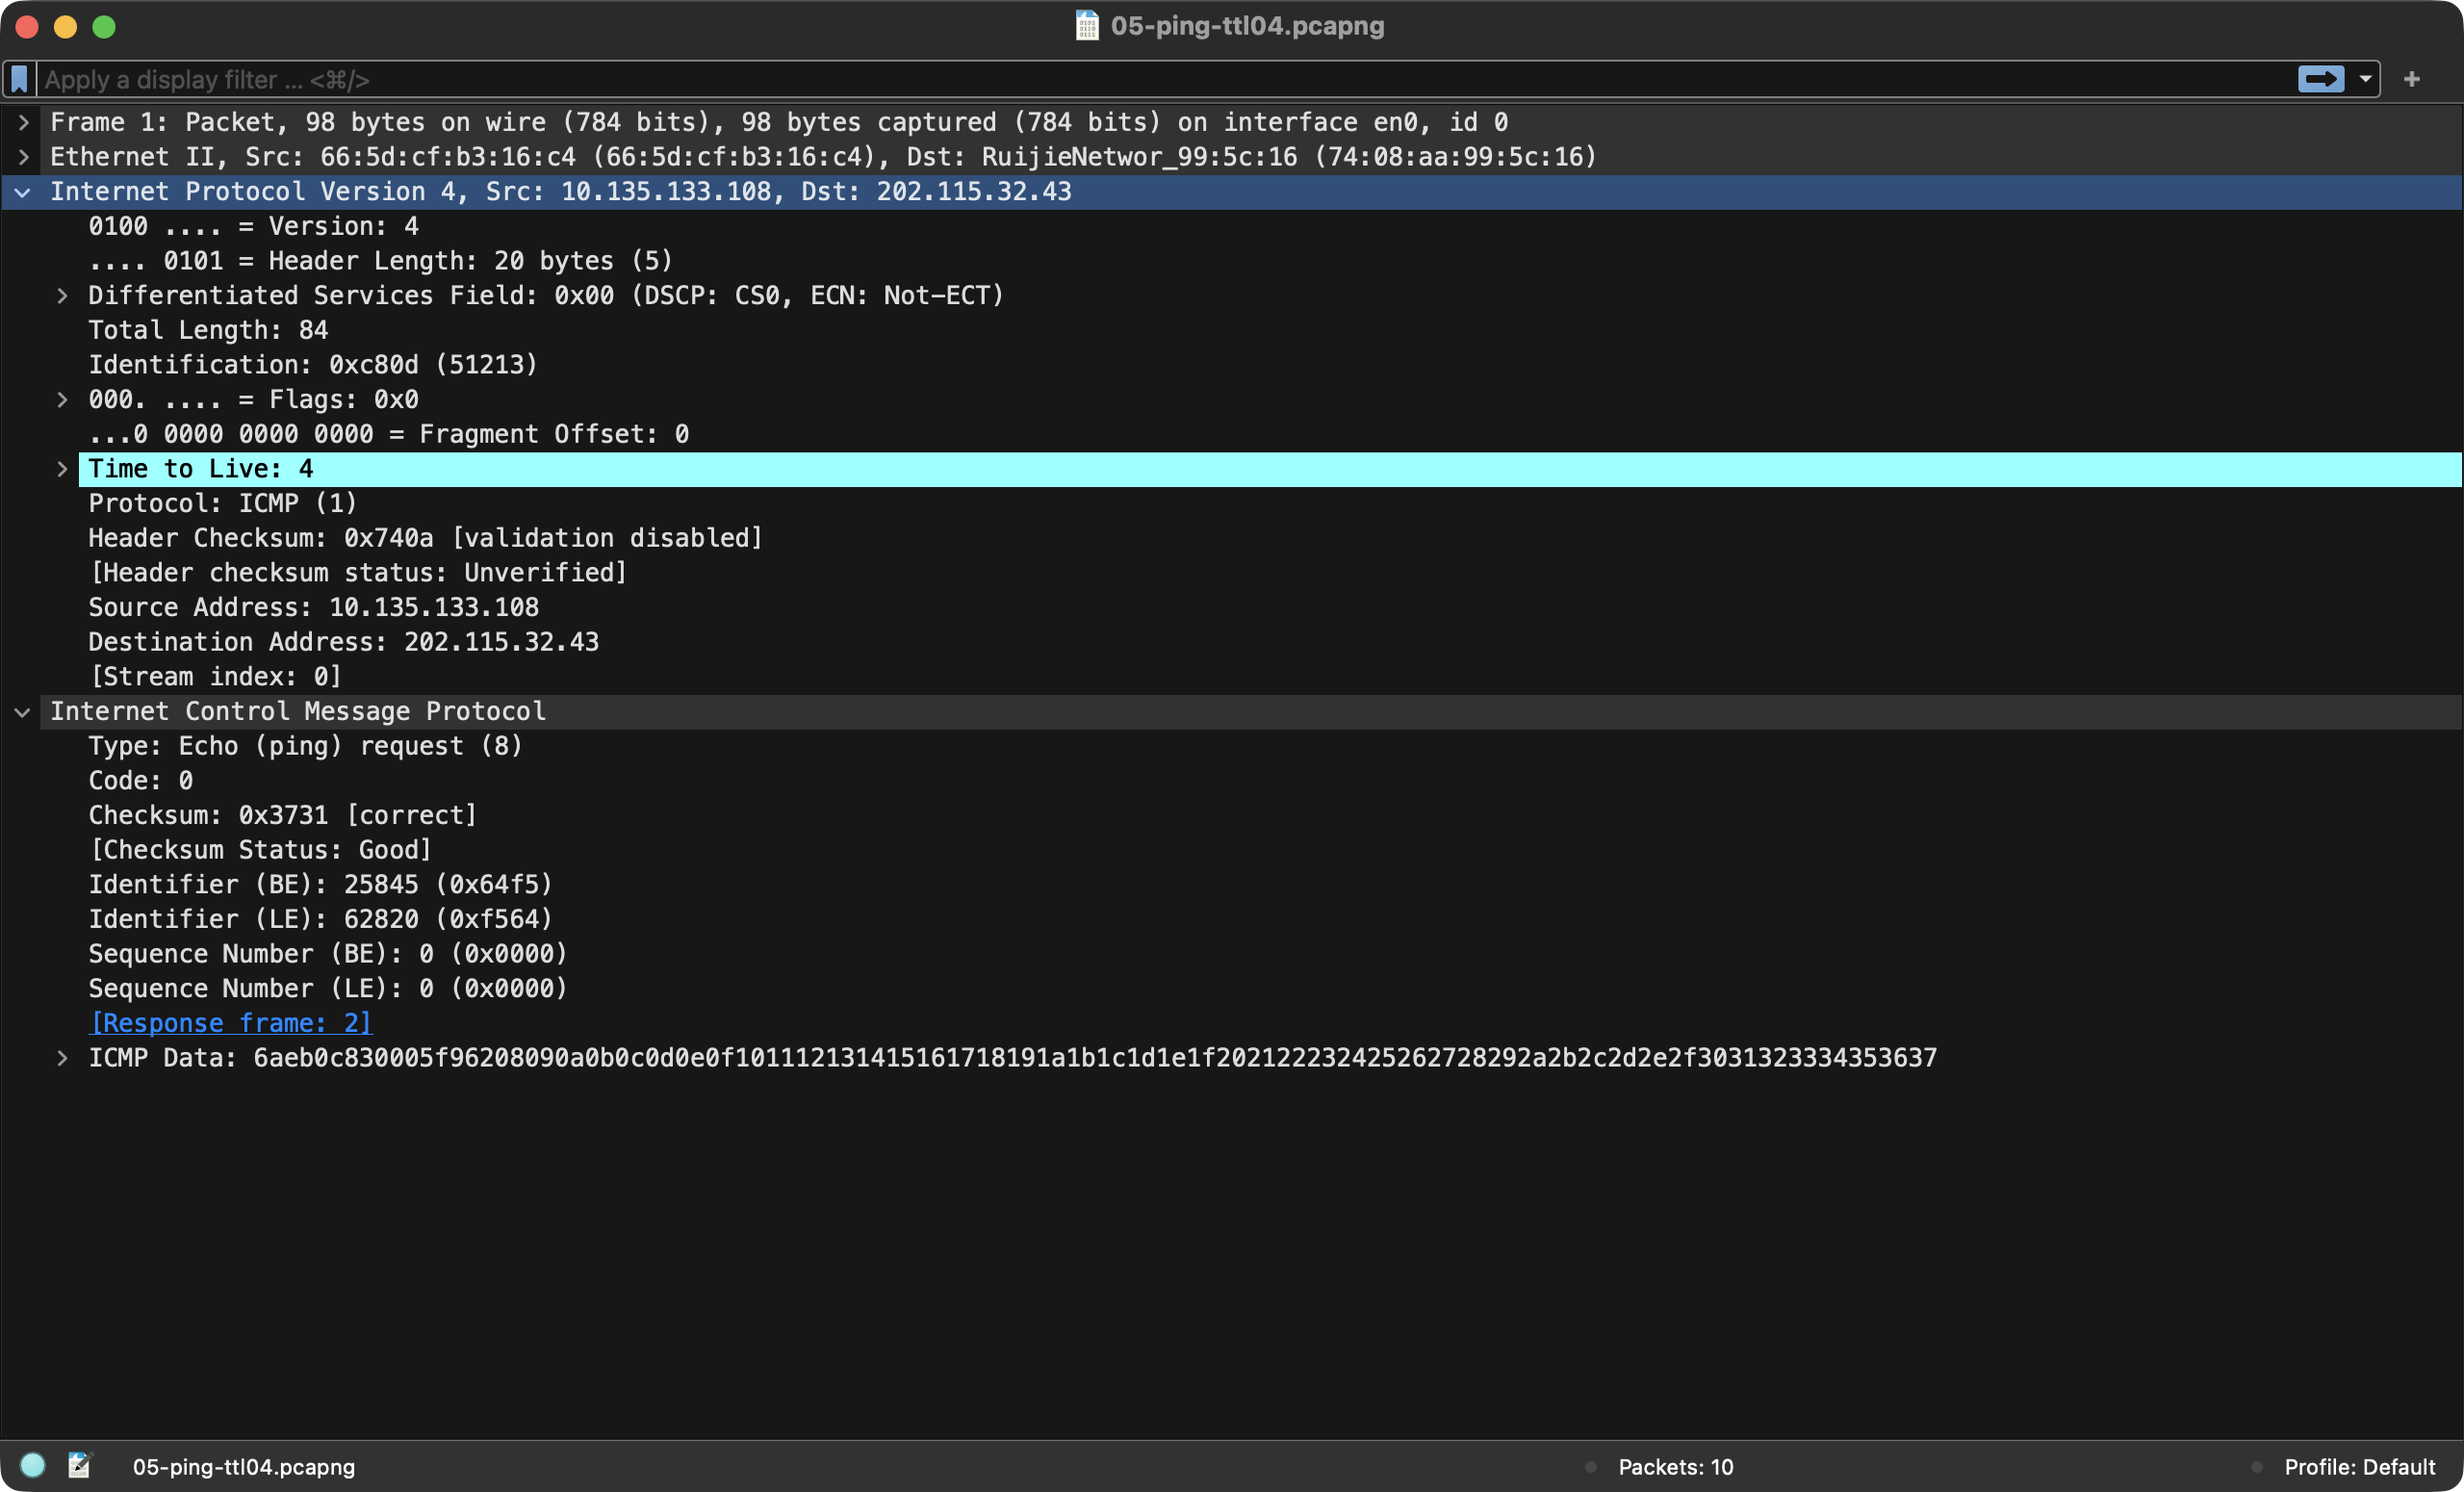 05-ping-ttl04.pcapng
Apply a display filter ... <⌘/>
Frame 1: Packet, 98 bytes on wire (784 bits), 98 bytes captured (784 bits) on interface en0, id 0
Ethernet II, Src: 66:5d:cf:b3:16:c4 (66:5d:cf:b3:16:c4), Dst: RuijieNetwor_99:5c:16 (74:08:aa:99:5c:16)
Internet Protocol Version 4, Src: 10.135.133.108, Dst: 202.115.32.43
0100 .... = Version: 4
.... 0101 = Header Length: 20 bytes (5)
Differentiated Services Field: 0x00 (DSCP: CS0, ECN: Not-ECT)
Total Length: 84
Identification: 0xc80d (51213)
000. .... = Flags: 0x0
...0 0000 0000 0000 = Fragment Offset: 0
Time to Live: 4
Protocol: ICMP (1)
Header Checksum: 0x740a [validation disabled]
[Header checksum status: Unverified]
Source Address: 10.135.133.108
Destination Address: 202.115.32.43
[Stream index: 0]
Internet Control Message Protocol
Type: Echo (ping) request (8)
Code: 0
Checksum: 0x3731 [correct]
[Checksum Status: Good]
Identifier (BE): 25845 (0x64f5)
Identifier (LE): 62820 (0xf564)
Sequence Number (BE): 0 (0x0000)
Sequence Number (LE): 0 (0x0000)
[Response frame: 2]
ICMP Data: 6aeb0c830005f96208090a0b0c0d0e0f101112131415161718191a1b1c1d1e1f202122232425262728292a2b2c2d2e2f3031323334353637
05-ping-ttl04.pcapng
Packets: 10
Profile: Default